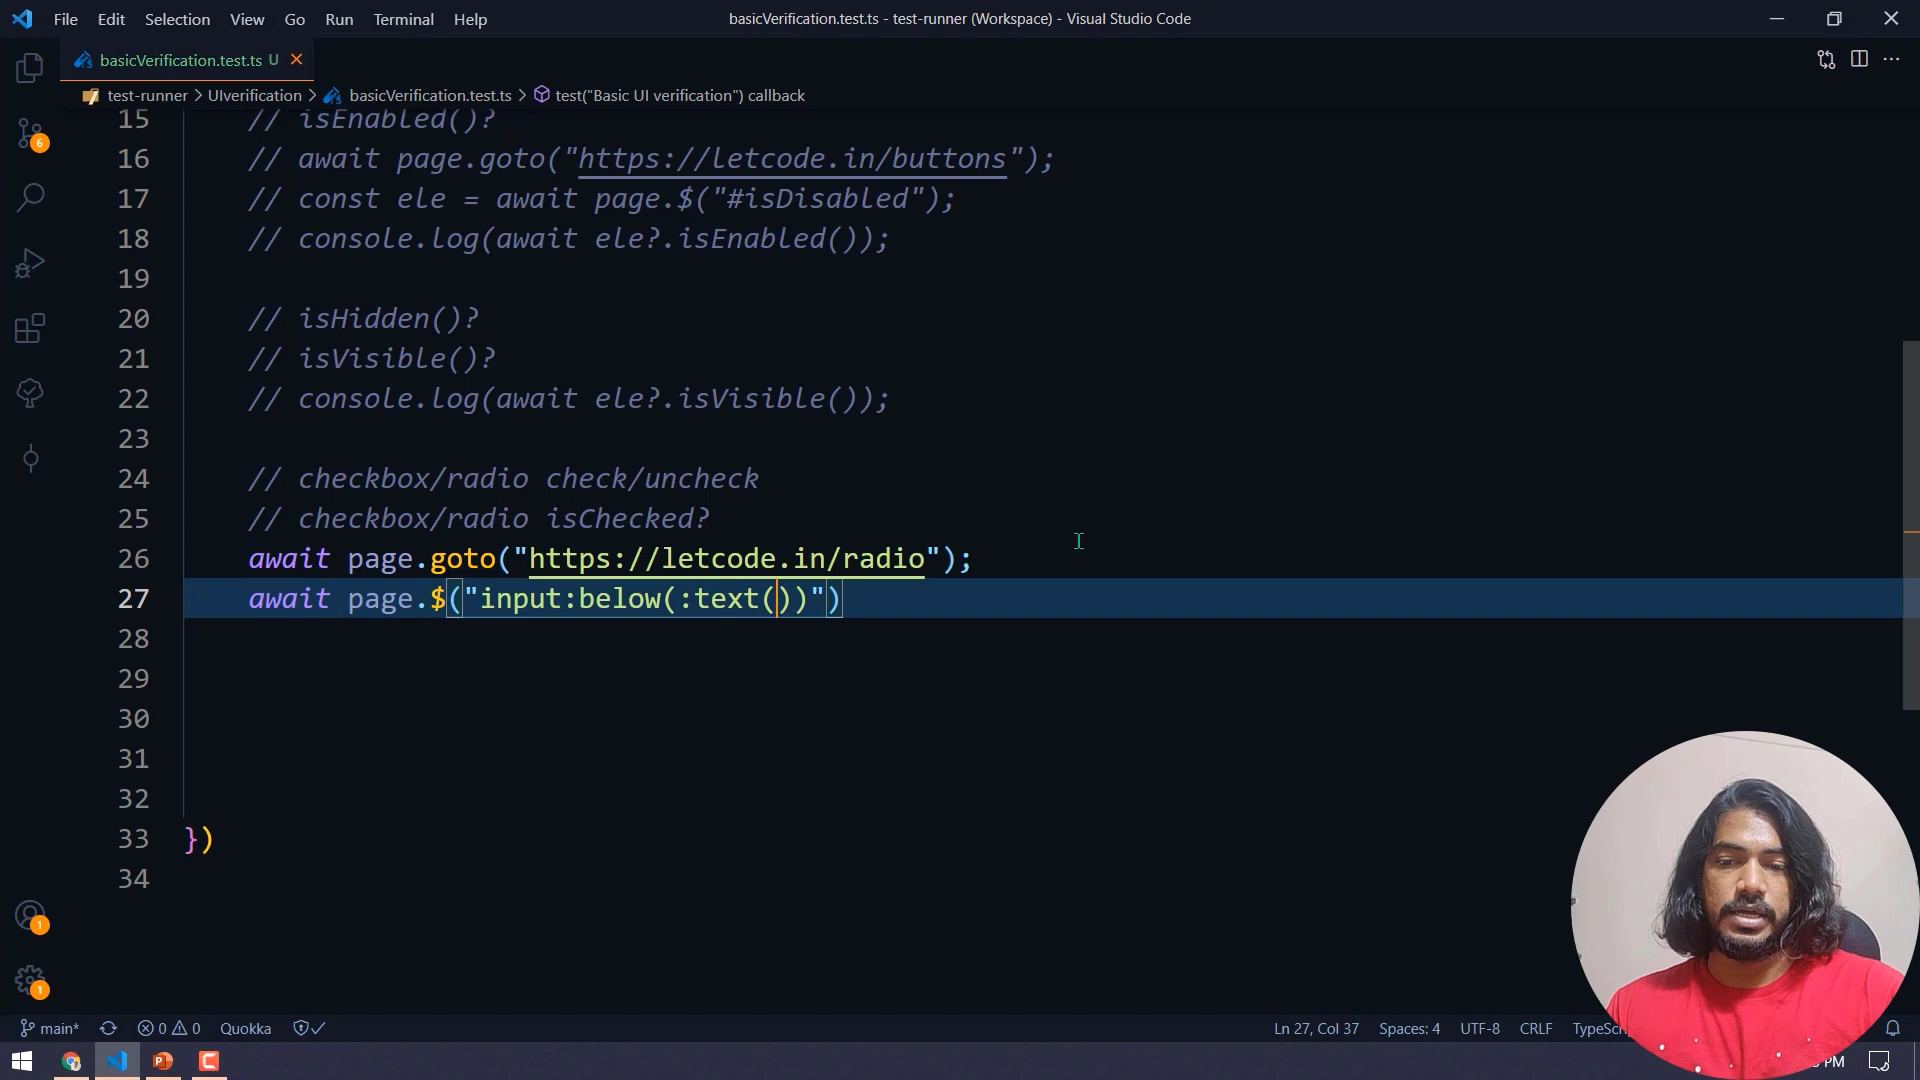 File Edit Selection View Go Run Terminal Help
basicVerification.test.ts - test-runner (Workspace) - Visual Studio Code
basicVerification.test.ts U
test-runner > UIverification > basicVerification.test.ts > test("Basic UI verification") callback
15 // isEnabled()?
16 // await page.goto("https://letcode.in/buttons");
17 // const ele = await page.$("#isDisabled");
18 // console.log(await ele?.isEnabled());
19
20 // isHidden()?
21 // isVisible()?
22 // console.log(await ele?.isVisible());
23
24 // checkbox/radio check/uncheck
25 // checkbox/radio isChecked?
26 await page.goto("https://letcode.in/radio");
27 await page.$("input:below(:text())")
28
29
30
31
32
33 })
34
6
1
1
main* 0 0 Quokka
Ln 27, Col 37 Spaces: 4 UTF-8 CRLF
PM